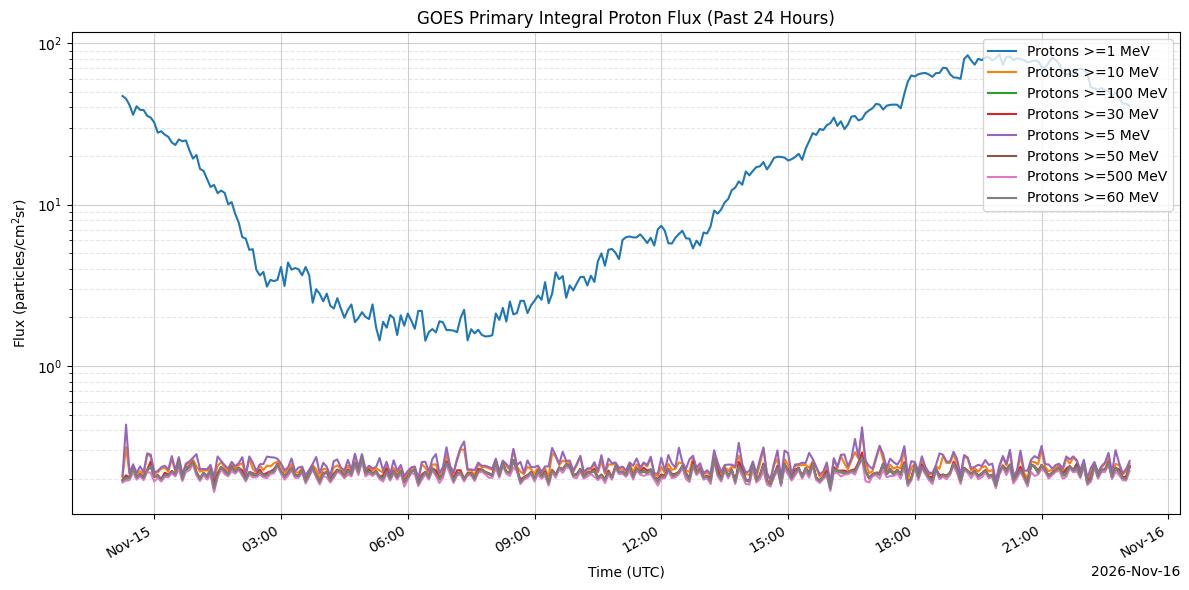 GOES Primary Integral Proton Flux (Past 24 Hours)
10²
10¹
10⁰
Flux (particles/cm²sr)
Protons >=1 MeV
Protons >=10 MeV
Protons >=100 MeV
Protons >=30 MeV
Protons >=5 MeV
Protons >=50 MeV
Protons >=500 MeV
Protons >=60 MeV
Nov-15
03:00
06:00
09:00
12:00
15:00
18:00
21:00
Nov-16
Time (UTC)
2026-Nov-16